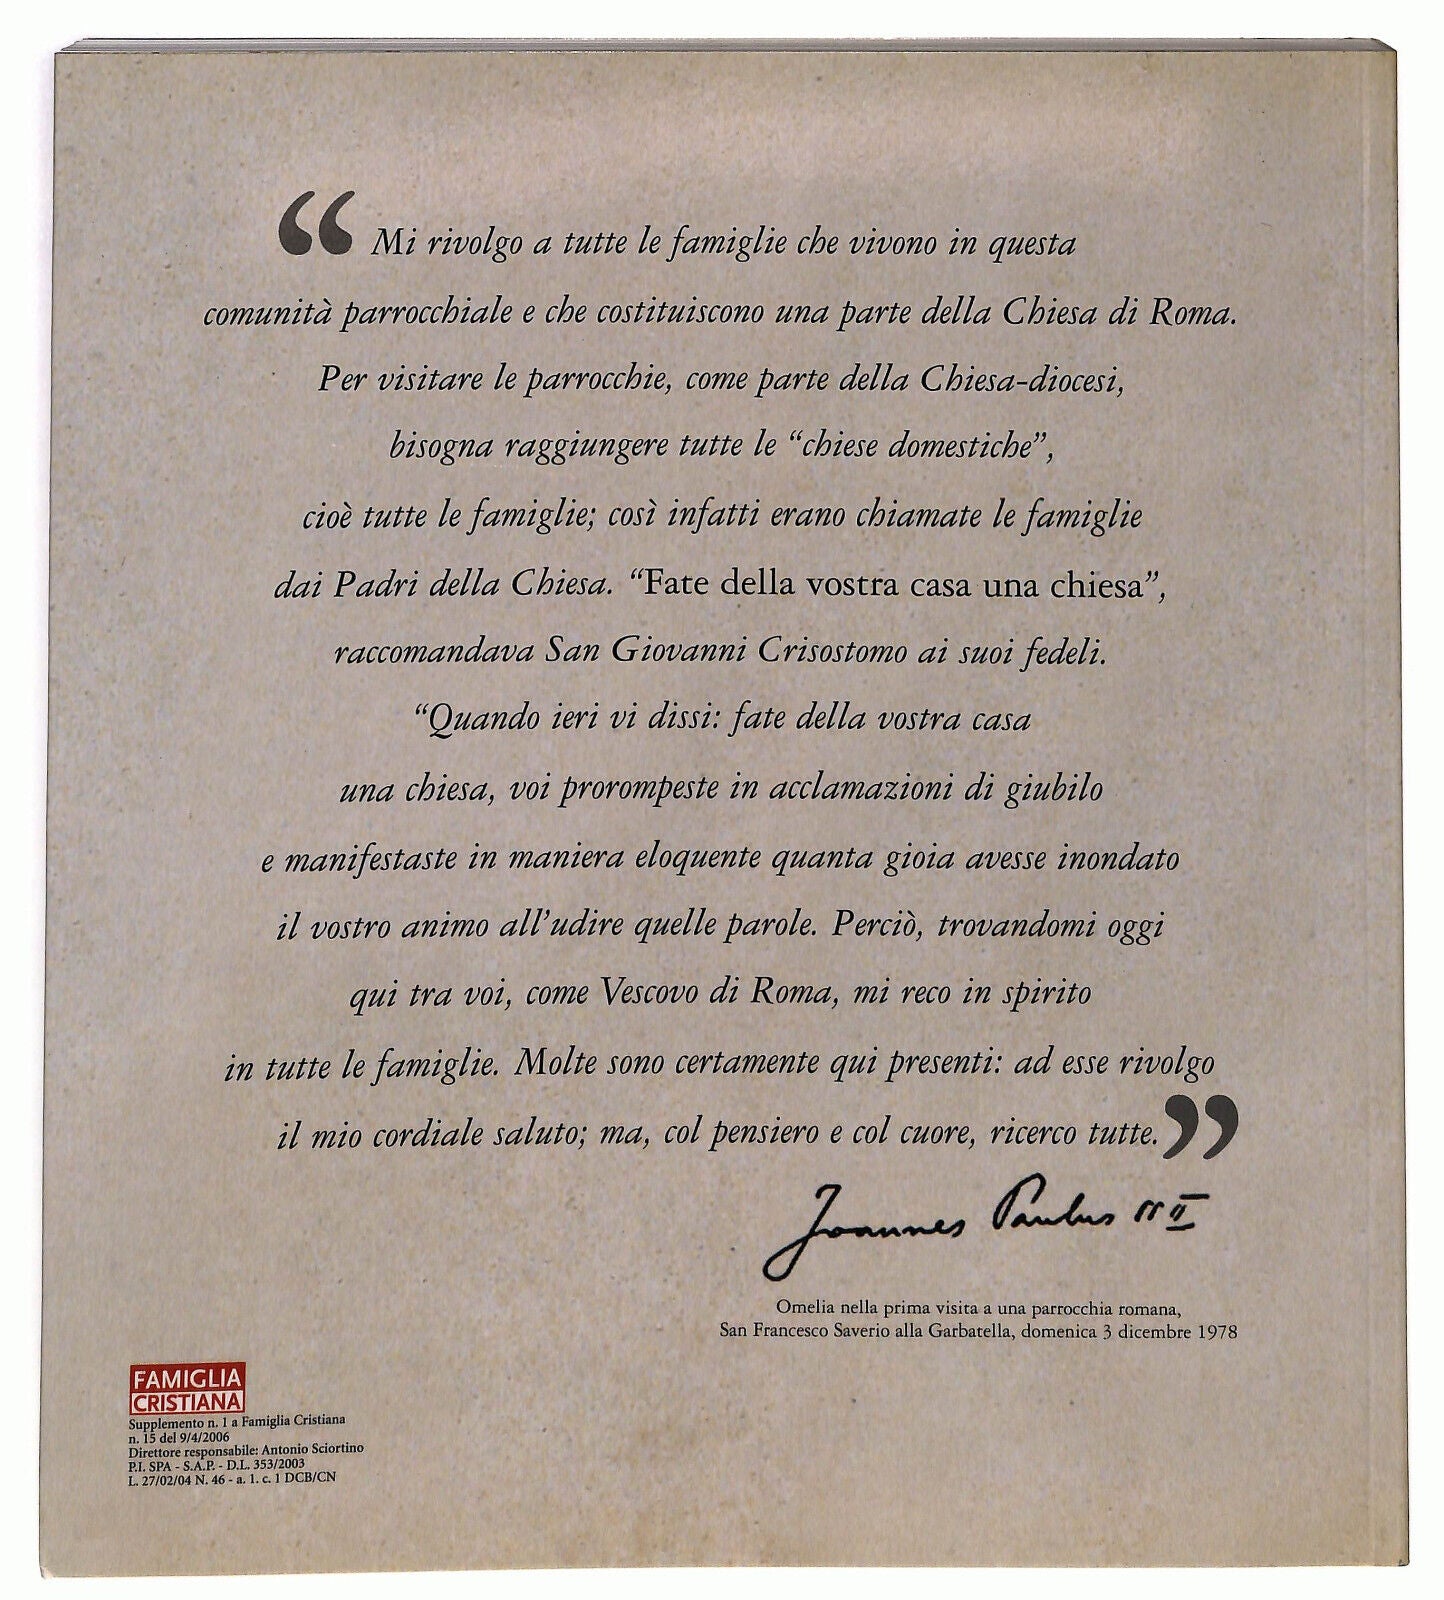 “ Mi rivolgo a tutte le famiglie che vivono in questa
comunità parrocchiale e che costituiscono una parte della Chiesa di Roma.
Per visitare le parrocchie, come parte della Chiesa-diocesi,
bisogna raggiungere tutte le “chiese domestiche”,
cioè tutte le famiglie; così infatti erano chiamate le famiglie
dai Padri della Chiesa. “Fate della vostra casa una chiesa”,
raccomandava San Giovanni Crisostomo ai suoi fedeli.
“Quando ieri vi dissi: fate della vostra casa
una chiesa, voi prorompeste in acclamazioni di giubilo
e manifestaste in maniera eloquente quanta gioia avesse inondato
il vostro animo all’udire quelle parole. Perciò, trovandomi oggi
qui tra voi, come Vescovo di Roma, mi reco in spirito
in tutte le famiglie. Molte sono certamente qui presenti: ad esse rivolgo
il mio cordiale saluto; ma, col pensiero e col cuore, ricerco tutte. ”
Joannes Paulus PP II
Omelia nella prima visita a una parrocchia romana,
San Francesco Saverio alla Garbatella, domenica 3 dicembre 1978
FAMIGLIA
CRISTIANA
Supplemento n. 1 a Famiglia Cristiana
n. 15 del 9/4/2006
Direttore responsabile: Antonio Sciortino
P.I. SPA - S.A.P. - D.L. 353/2003
L. 27/02/04 N. 46 - a. 1. c. 1 DCB/CN